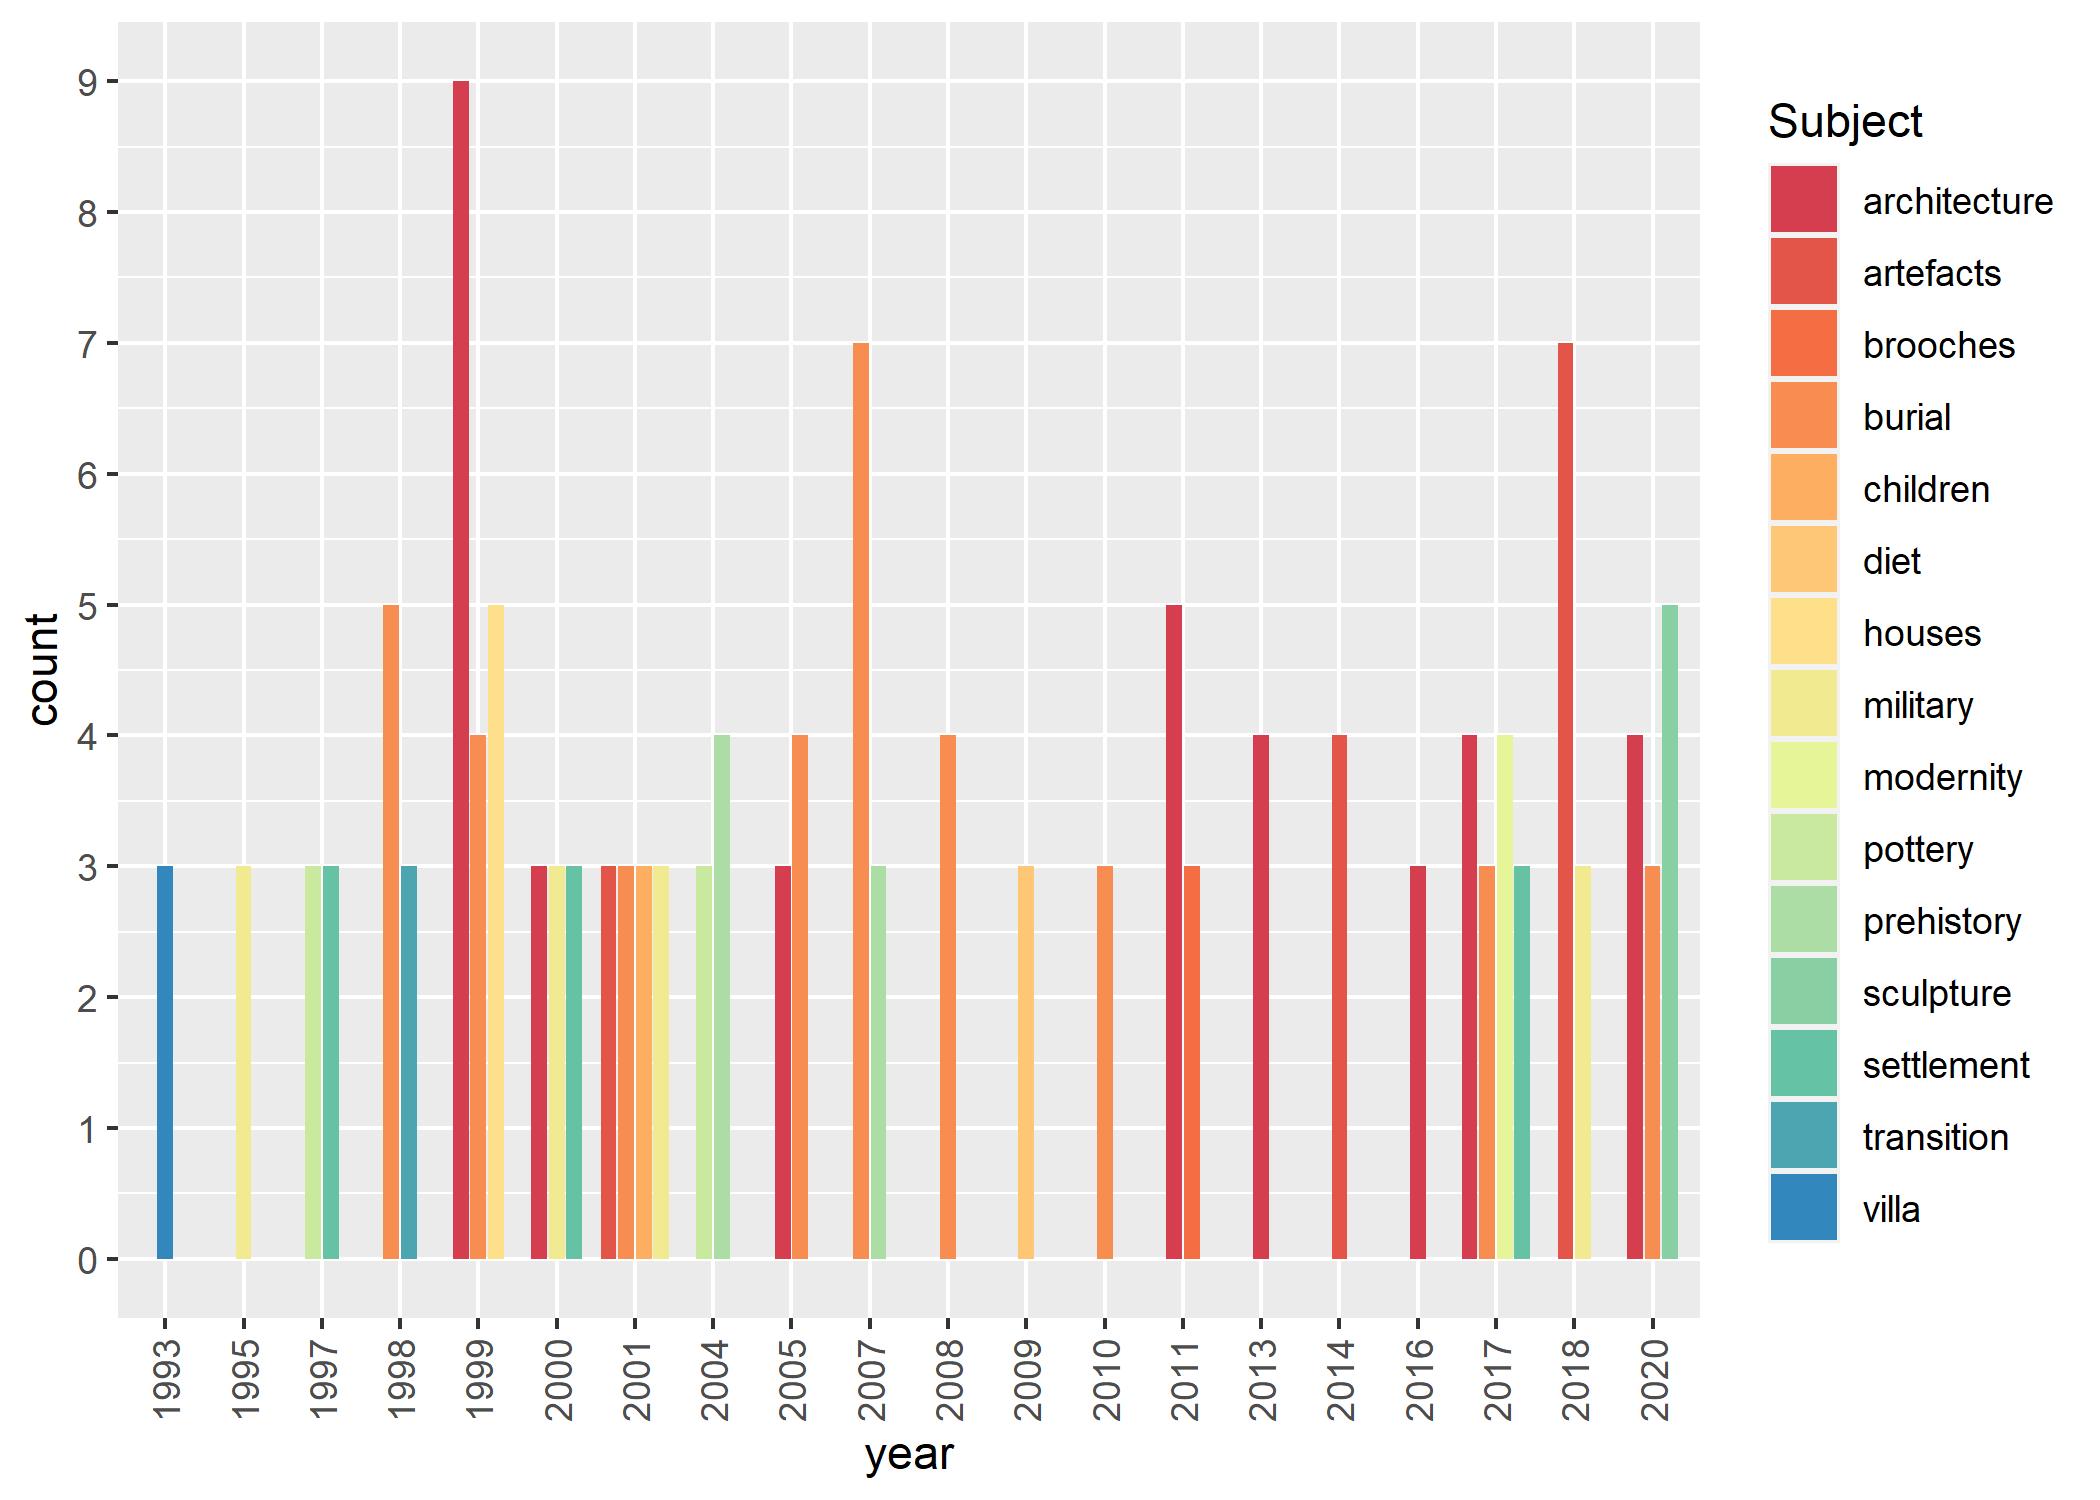 9
8
7
6
5
4
3
2
1
0
count
1993
1995
1997
1998
1999
2000
2001
2004
2005
2007
2008
2009
2010
2011
2013
2014
2016
2017
2018
2020
year
Subject
architecture
artefacts
brooches
burial
children
diet
houses
military
modernity
pottery
prehistory
sculpture
settlement
transition
villa